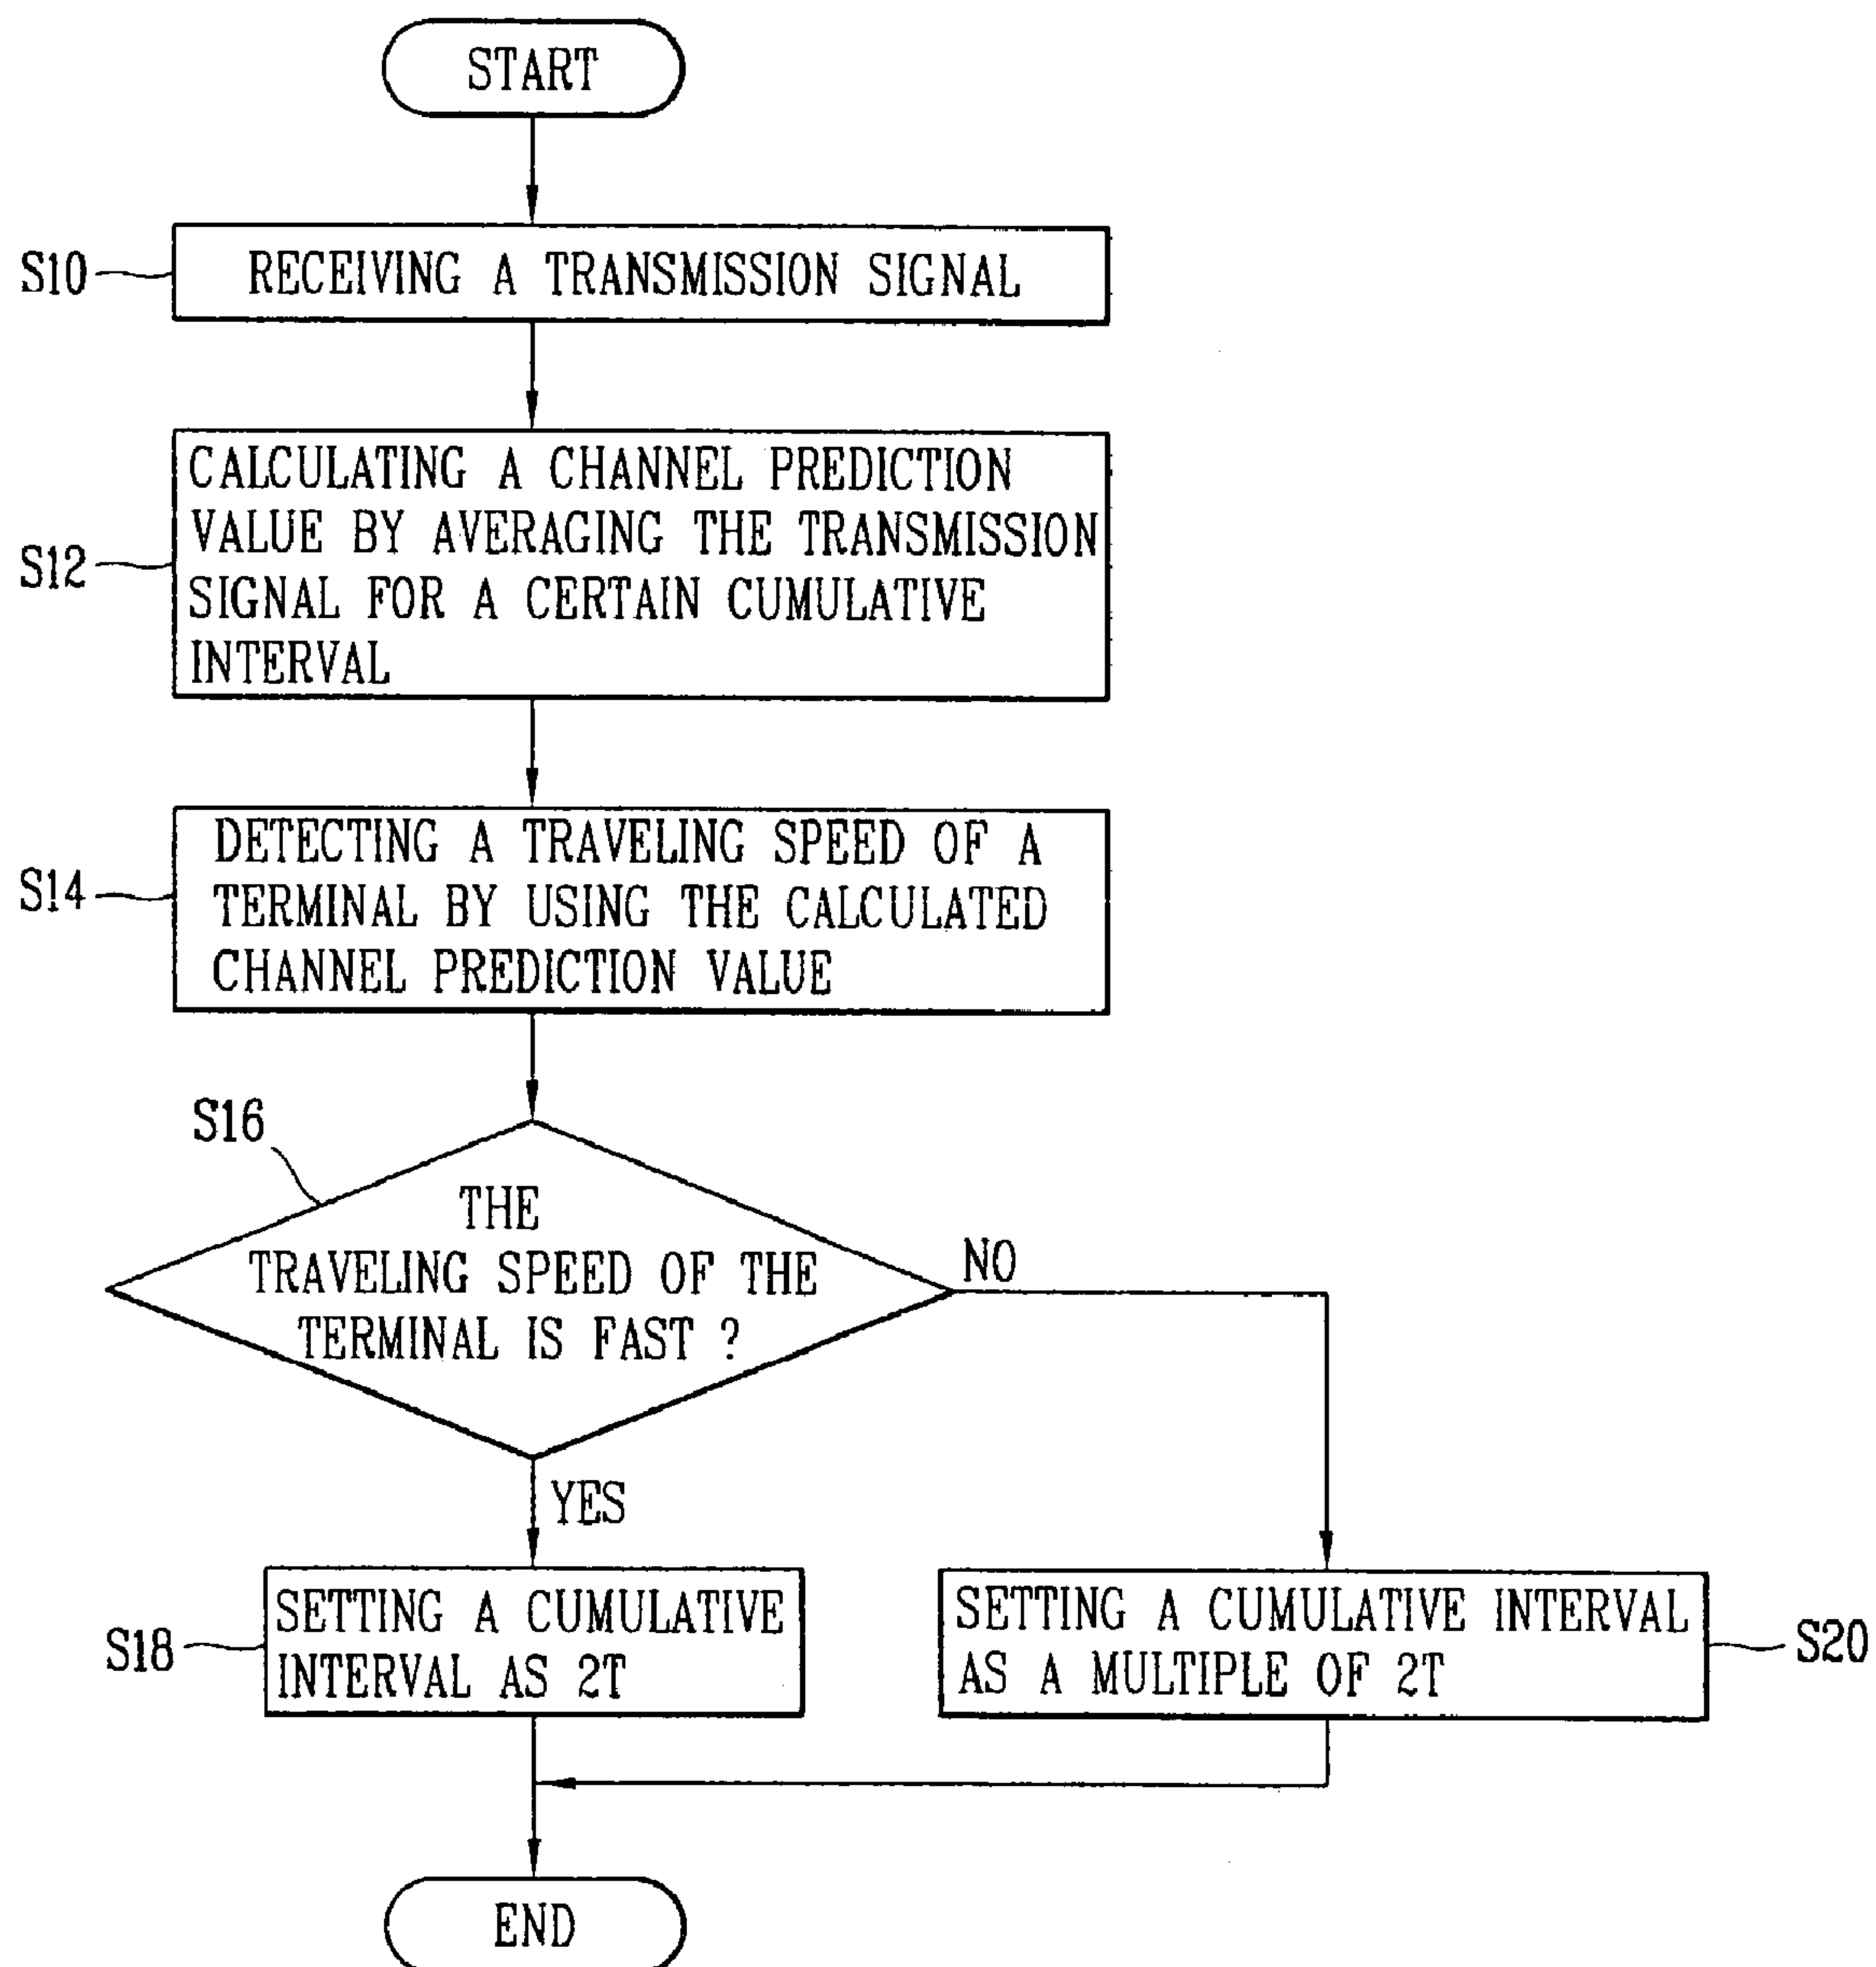 START
S10
RECEIVING A TRANSMISSION SIGNAL
S12
CALCULATING A CHANNEL PREDICTION
VALUE BY AVERAGING THE TRANSMISSION
SIGNAL FOR A CERTAIN CUMULATIVE
INTERVAL
S14
DETECTING A TRAVELING SPEED OF A
TERMINAL BY USING THE CALCULATED
CHANNEL PREDICTION VALUE
S16
THE
TRAVELING SPEED OF THE
TERMINAL IS FAST ?
NO
YES
S18
SETTING A CUMULATIVE
INTERVAL AS 2T
SETTING A CUMULATIVE INTERVAL
AS A MULTIPLE OF 2T
S20
END